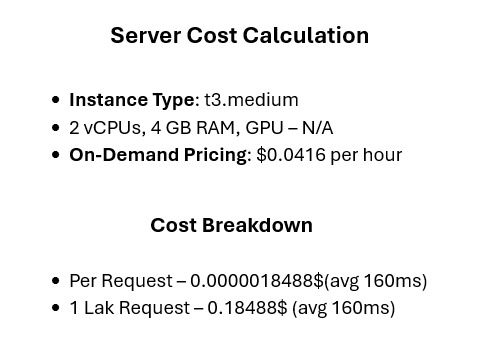 Server Cost Calculation
• Instance Type: t3.medium
• 2 vCPUs, 4 GB RAM, GPU – N/A
• On-Demand Pricing: $0.0416 per hour
Cost Breakdown
• Per Request – 0.0000018488$(avg 160ms)
• 1 Lak Request – 0.18488$ (avg 160ms)